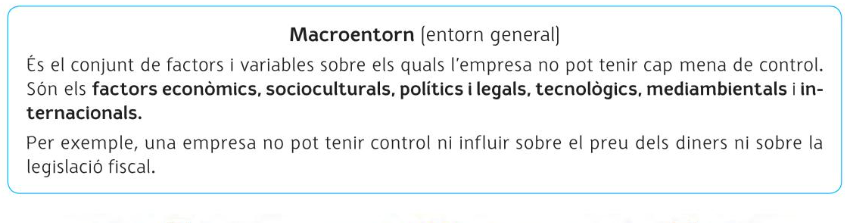 Macroentorn (entorn general)
És el conjunt de factors i variables sobre els quals l'empresa no pot tenir cap mena de control.
Són els factors econòmics, socioculturals, polítics i legals, tecnològics, mediambientals i in-
ternacionals.
Per exemple, una empresa no pot tenir control ni influir sobre el preu dels diners ni sobre la
legislació fiscal.